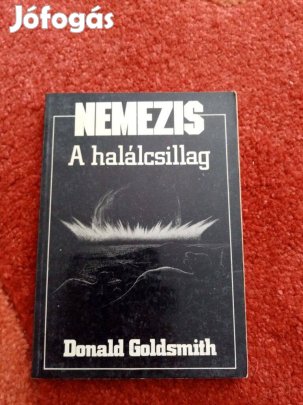 Jófogás
NEMEZIS
A halálcsillag
Donald Goldsmith